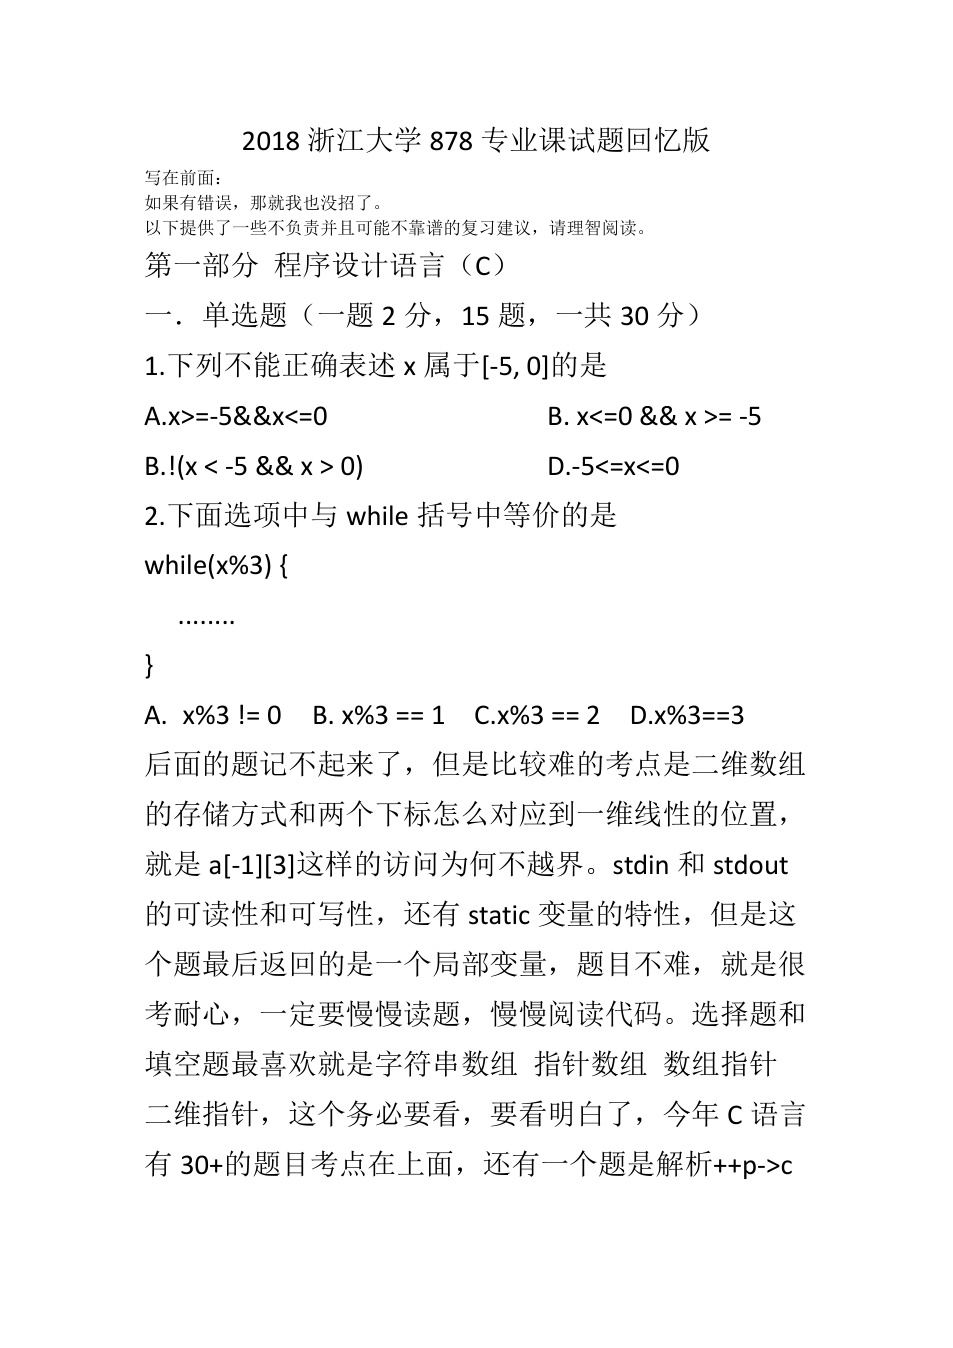 2018 浙江大学 878 专业课试题回忆版
写在前面：
如果有错误，那就我也没招了。
以下提供了一些不负责并且可能不靠谱的复习建议，请理智阅读。
第一部分 程序设计语言（C）
一．单选题（一题 2 分，15 题，一共 30 分）
1.下列不能正确表述 x 属于[-5, 0]的是
A.x>=-5&&x<=0 B. x<=0 && x >= -5
B.!(x < -5 && x > 0) D.-5<=x<=0
2.下面选项中与 while 括号中等价的是
while(x%3) {
........
}
A. x%3 != 0 B. x%3 == 1 C.x%3 == 2 D.x%3==3
后面的题记不起来了，但是比较难的考点是二维数组
的存储方式和两个下标怎么对应到一维线性的位置，
就是 a[-1][3]这样的访问为何不越界。stdin 和 stdout
的可读性和可写性，还有 static 变量的特性，但是这
个题最后返回的是一个局部变量，题目不难，就是很
考耐心，一定要慢慢读题，慢慢阅读代码。选择题和
填空题最喜欢就是字符串数组 指针数组 数组指针
二维指针，这个务必要看，要看明白了，今年 C 语言
有 30+的题目考点在上面，还有一个题是解析++p->c